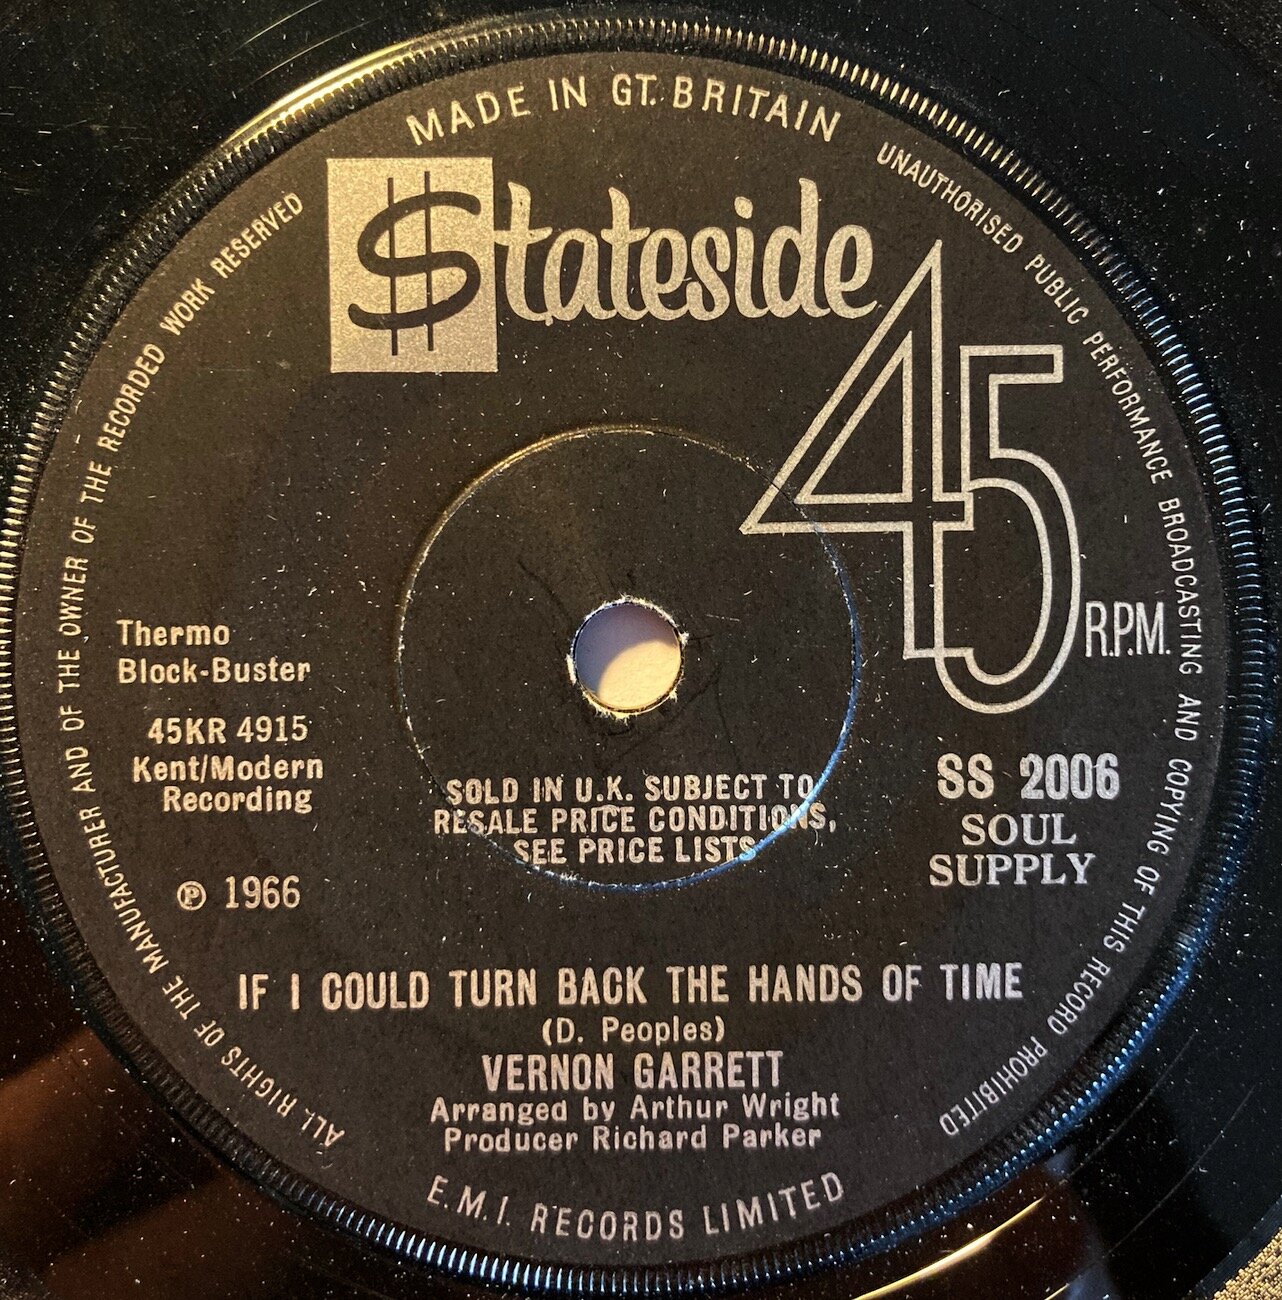 MADE IN GT. BRITAIN
$tateside
UNAUTHORISED PUBLIC PERFORMANCE BROADCASTING AND COPYING OF THIS RECORD PROHIBITED
ALL RIGHTS OF THE MANUFACTURER AND OF THE OWNER OF THE RECORDED WORK RESERVED
45 R.P.M.
Thermo
Block-Buster
45KR 4915
Kent/Modern
Recording
℗ 1966
SOLD IN U.K. SUBJECT TO
RESALE PRICE CONDITIONS,
SEE PRICE LISTS
SS 2006
SOUL
SUPPLY
IF I COULD TURN BACK THE HANDS OF TIME
(D. Peoples)
VERNON GARRETT
Arranged by Arthur Wright
Producer Richard Parker
E.M.I. RECORDS LIMITED